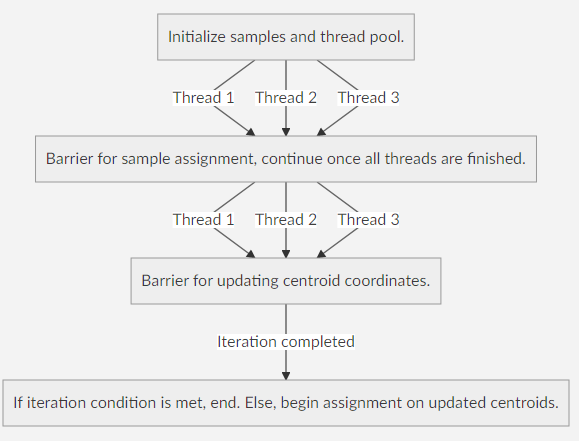 Initialize samples and thread pool.
Thread 1 Thread 2 Thread 3
Barrier for sample assignment, continue once all threads are finished.
Thread 1 Thread 2 Thread 3
Barrier for updating centroid coordinates.
Iteration completed
If iteration condition is met, end. Else, begin assignment on updated centroids.